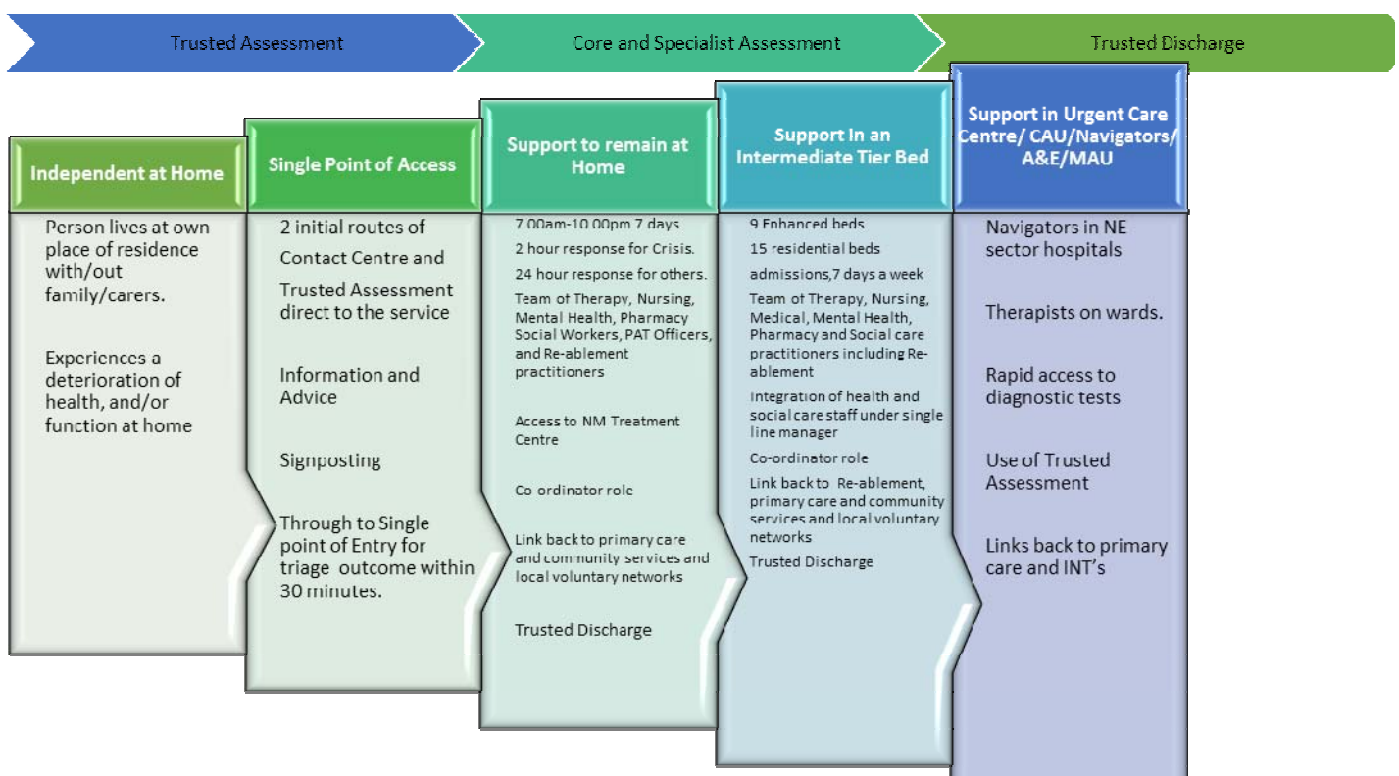 Trusted Assessment
Core and Specialist Assessment
Trusted Discharge
Independent at Home
Person lives at own
place of residence
with/out
family/carers.
Experiences a
deterioration of
health, and/or
function at home
Single Point of Access
2 initial routes of
Contact Centre and
Trusted Assessment
direct to the service
Information and
Advice
Signposting
Through to Single
point of Entry for
triage outcome within
30 minutes.
Support to remain at
Home
7.00am-10.00pm 7 days
2 hour response for Crisis.
24 hour response for others.
Team of Therapy, Nursing,
Mental Health, Pharmacy
Social Workers, PAT Officers,
and Re-ablement
practitioners
Access to NM Treatment
Centre
Co-ordinator role
Link back to primary care
and community services and
local voluntary networks
Trusted Discharge
Support In an
Intermediate Tier Bed
9 Enhanced beds
15 residential beds
admissions,7 days a week
Team of Therapy, Nursing,
Medical, Mental Health,
Pharmacy and Social care
practitioners including Re-
ablement
Integration of health and
social care staff under single
line manager
Co-ordinator role
Link back to Re-ablement,
primary care and community
services and local voluntary
networks
Trusted Discharge
Support in Urgent Care
Centre/ CAU/Navigators/
A&E/MAU
Navigators in NE
sector hospitals
Therapists on wards.
Rapid access to
diagnostic tests
Use of Trusted
Assessment
Links back to primary
care and INT's